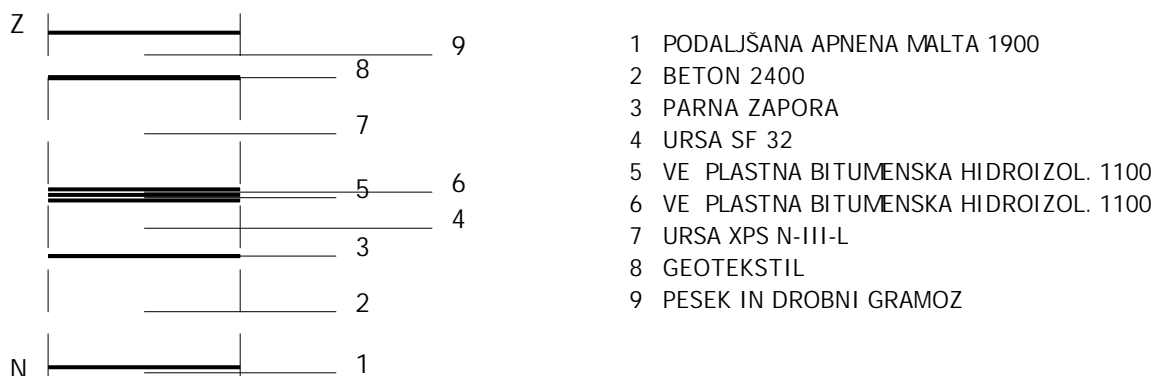 Z
9
8
7
5 6
4
3
2
N
1
1 PODALJŠANA APNENA MALTA 1900
2 BETON 2400
3 PARNA ZAPORA
4 URSA SF 32
5 VE PLASTNA BITUMENSKA HIDROIZOL. 1100
6 VE PLASTNA BITUMENSKA HIDROIZOL. 1100
7 URSA XPS N-III-L
8 GEOTEKSTIL
9 PESEK IN DROBNI GRAMOZ